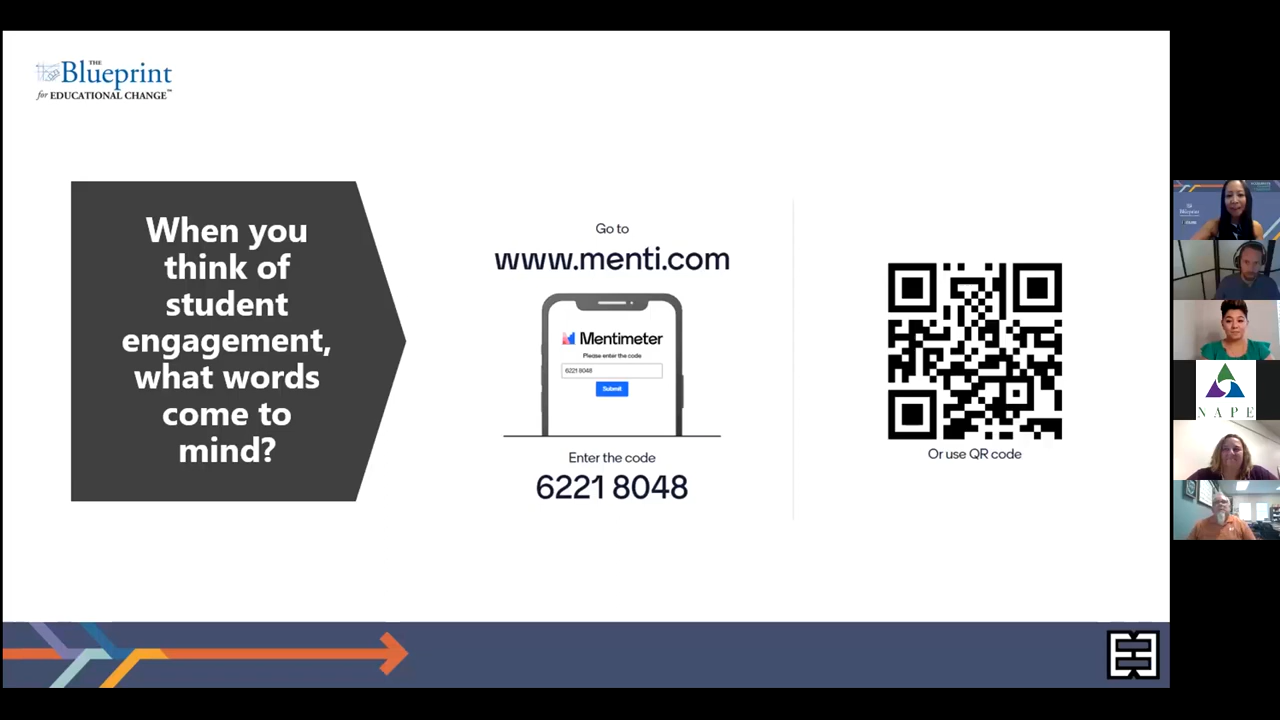 THE
Blueprint
for EDUCATIONAL CHANGE™
When you
think of
student
engagement,
what words
come to
mind?
Go to
www.menti.com
Mentimeter
Please enter the code
6221 8048
Submit
Enter the code
6221 8048
Or use QR code
Blueprint
NAPE